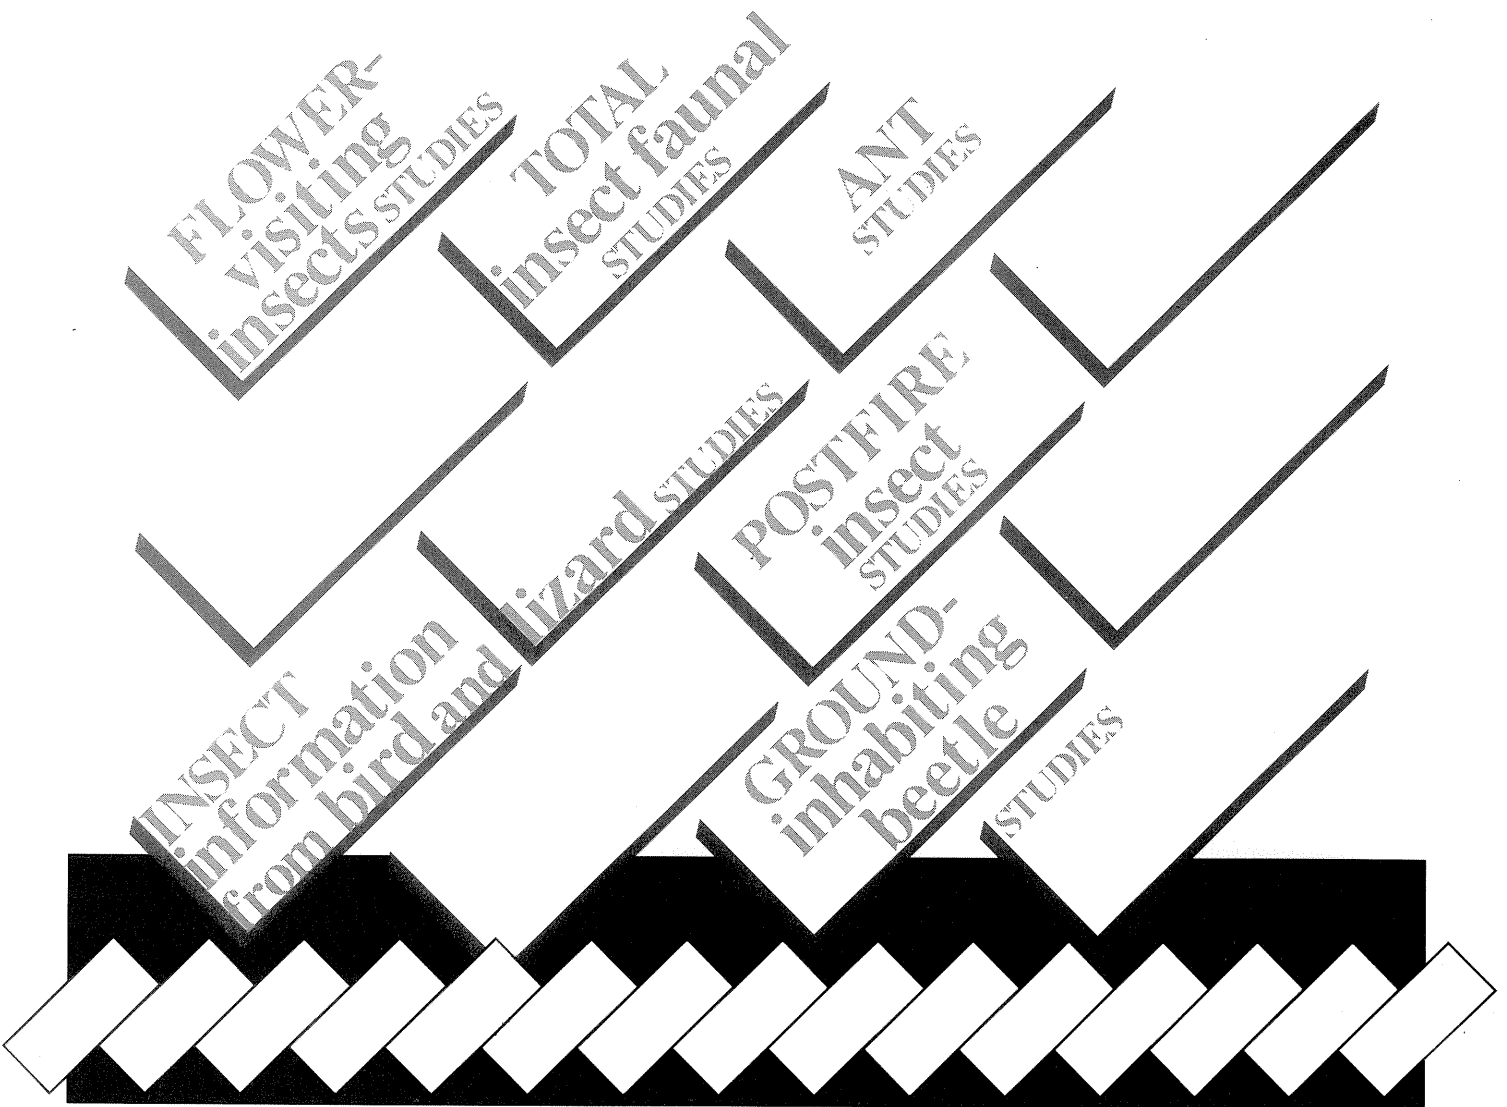 FLOWER-
visiting
insects STUDIES
TOTAL
insect faunal
STUDIES
ANT
STUDIES
INSECT
information
from bird and
lizard STUDIES
POSTFIRE
insect
STUDIES
GROUND-
inhabiting
beetle
STUDIES